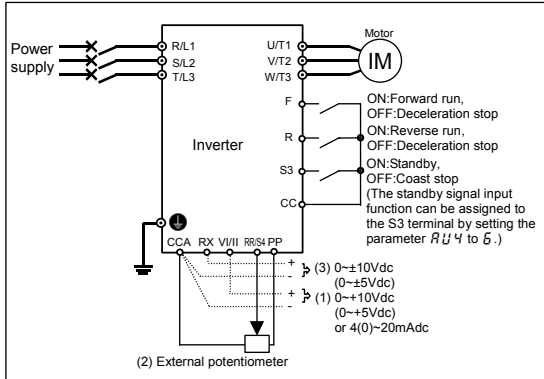 Power
supply
R/L1
S/L2
T/L3
U/T1
V/T2
W/T3
Motor
IM
Inverter
F
R
S3
CC
ON:Forward run,
OFF:Deceleration stop
ON:Reverse run,
OFF:Deceleration stop
ON:Standby,
OFF:Coast stop
(The standby signal input
function can be assigned to
the S3 terminal by setting the
parameter AU4 to 6.)
CCA RX VI/II RR/S4 PP
+
-
(3) 0~±10Vdc
(0~±5Vdc)
+
-
(1) 0~+10Vdc
(0~+5Vdc)
or 4(0)~20mAdc
(2) External potentiometer